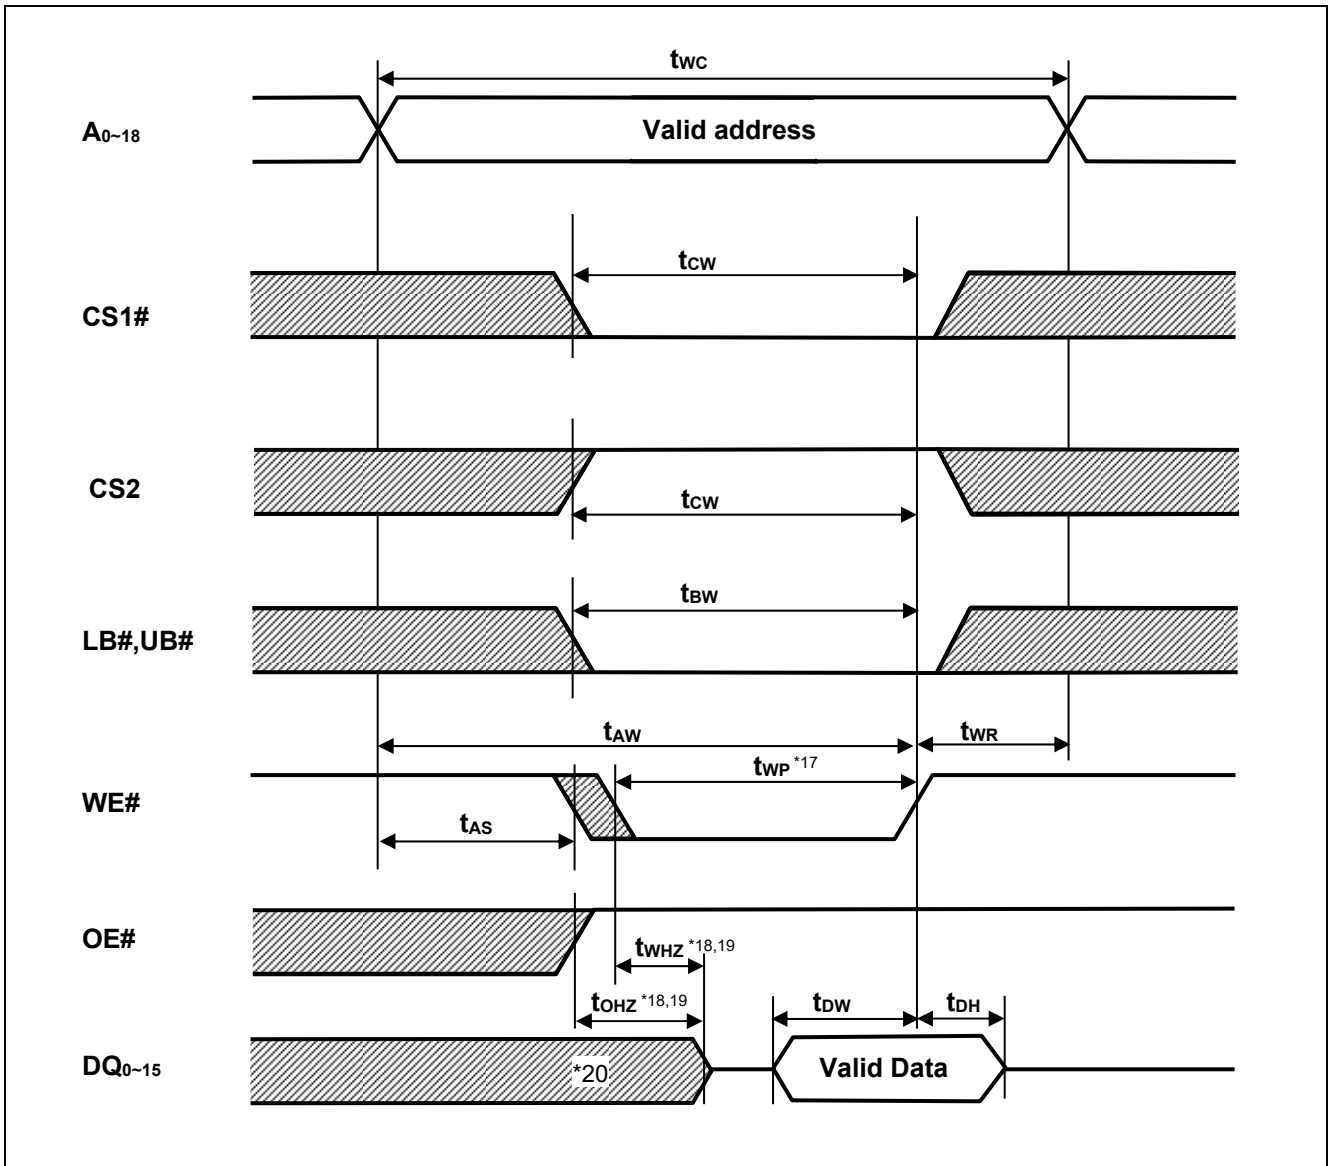 tWC
A0~18
Valid address
tCW
CS1#
CS2
tCW
tBW
LB#,UB#
tAW
tWR
tWP *17
WE#
tAS
OE#
tWHZ *18,19
tOHZ *18,19
tDW
tDH
DQ0~15
*20
Valid Data